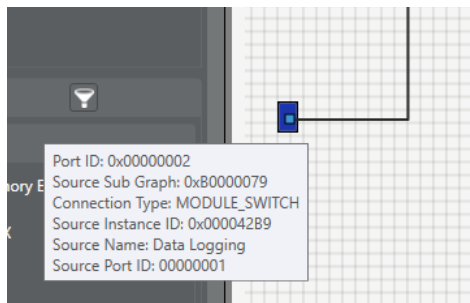 Port ID: 0x00000002
Source Sub Graph: 0xB0000079
Connection Type: MODULE_SWITCH
Source Instance ID: 0x000042B9
Source Name: Data Logging
Source Port ID: 00000001